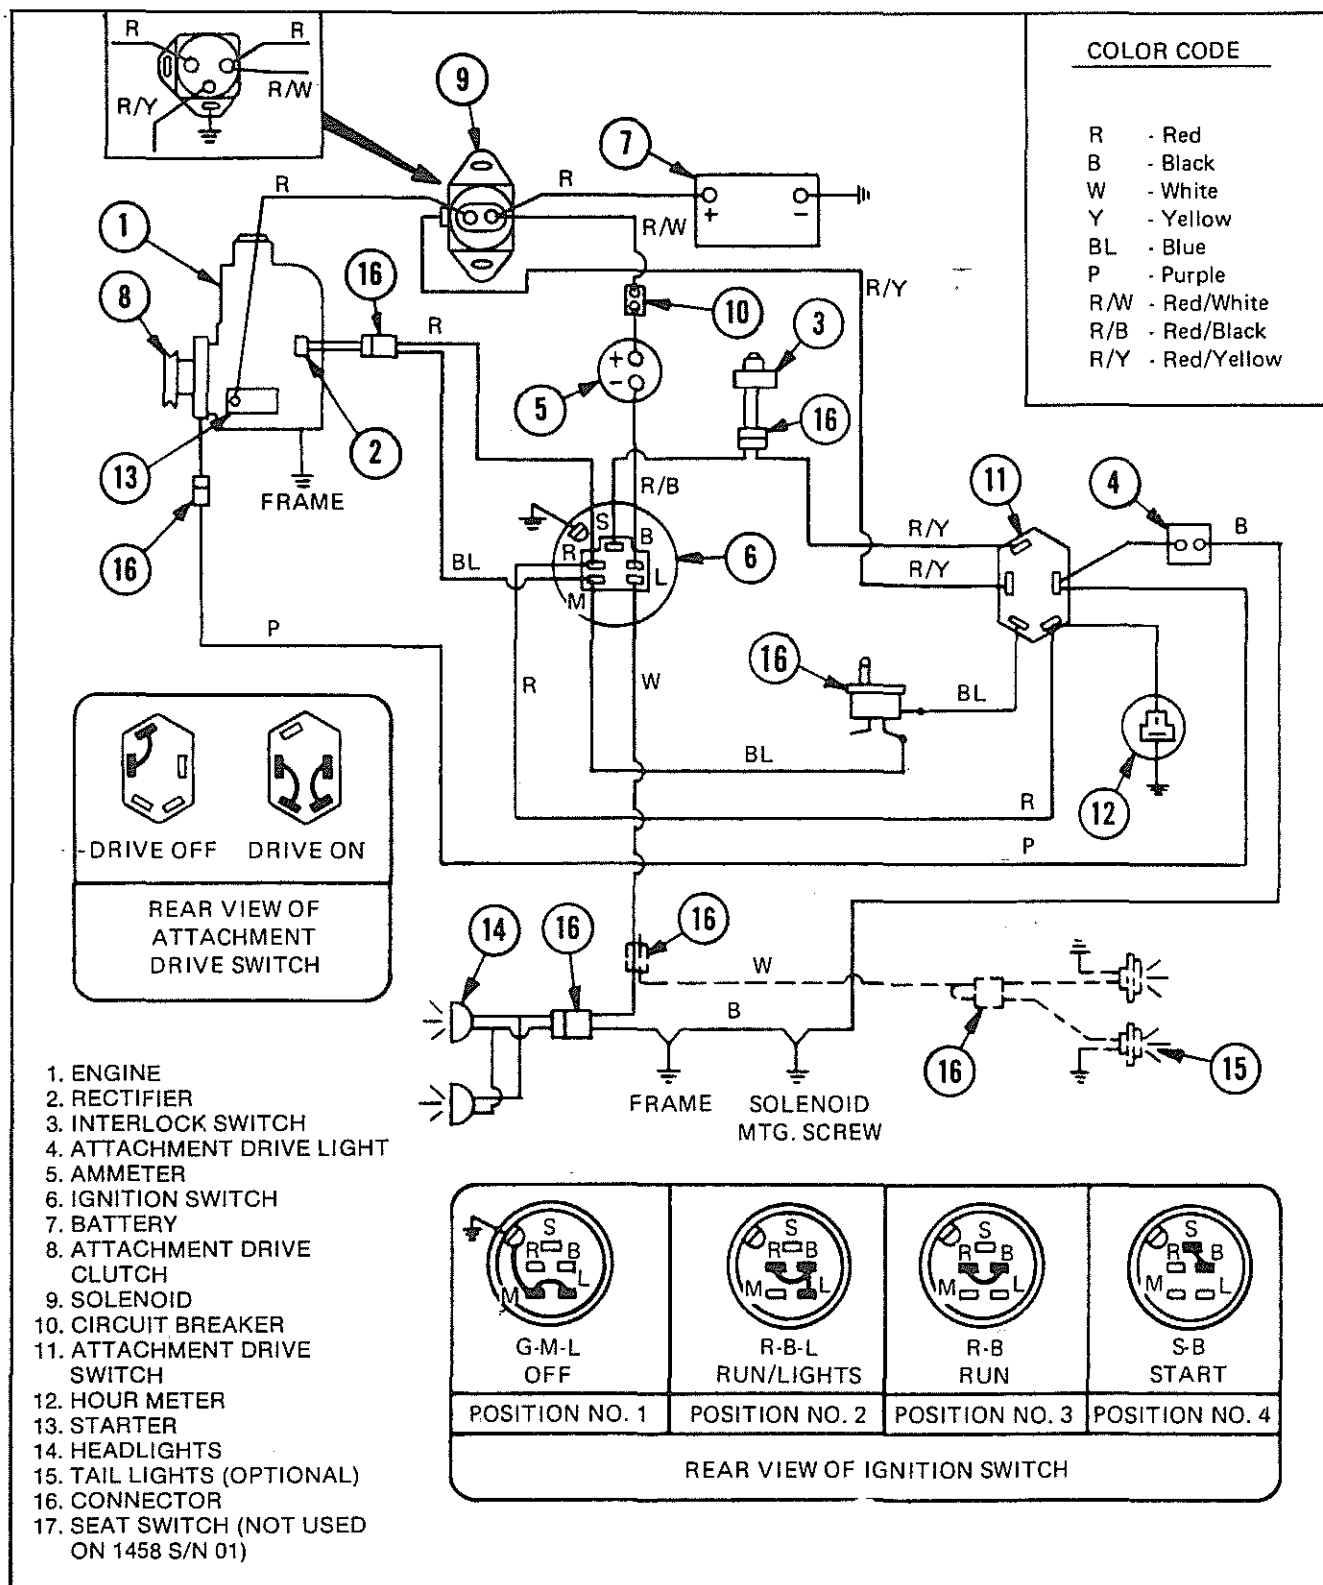 R
R
R/Y
R/W
9
7
COLOR CODE
R - Red
B - Black
W - White
Y - Yellow
BL - Blue
P - Purple
R/W - Red/White
R/B - Red/Black
R/Y - Red/Yellow
R
R
+
-
R/W
1
16
8
R
10
R/Y
3
+
-
5
16
13
2
FRAME
R/B
11
4
S
B
R/Y
B
16
BL
R
L
6
R/Y
M
P
R
W
16
BL
BL
12
R
P
-DRIVE OFF
DRIVE ON
REAR VIEW OF
ATTACHMENT
DRIVE SWITCH
14
16
16
W
B
16
15
FRAME
SOLENOID
MTG. SCREW
1. ENGINE
2. RECTIFIER
3. INTERLOCK SWITCH
4. ATTACHMENT DRIVE LIGHT
5. AMMETER
6. IGNITION SWITCH
7. BATTERY
8. ATTACHMENT DRIVE
CLUTCH
9. SOLENOID
10. CIRCUIT BREAKER
11. ATTACHMENT DRIVE
SWITCH
12. HOUR METER
13. STARTER
14. HEADLIGHTS
15. TAIL LIGHTS (OPTIONAL)
16. CONNECTOR
17. SEAT SWITCH (NOT USED
ON 1458 S/N 01)
S
R B
M L
G-M-L
OFF
POSITION NO. 1
S
R B
M L
R-B-L
RUN/LIGHTS
POSITION NO. 2
S
R B
M L
R-B
RUN
POSITION NO. 3
S
R B
M L
S-B
START
POSITION NO. 4
REAR VIEW OF IGNITION SWITCH